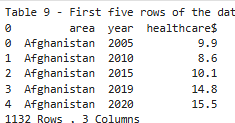 Table 9 - First five rows of the dat
0 area year healthcare$
0 Afghanistan 2005 9.9
1 Afghanistan 2010 8.6
2 Afghanistan 2015 10.1
3 Afghanistan 2019 14.8
4 Afghanistan 2020 15.5
1132 Rows . 3 Columns